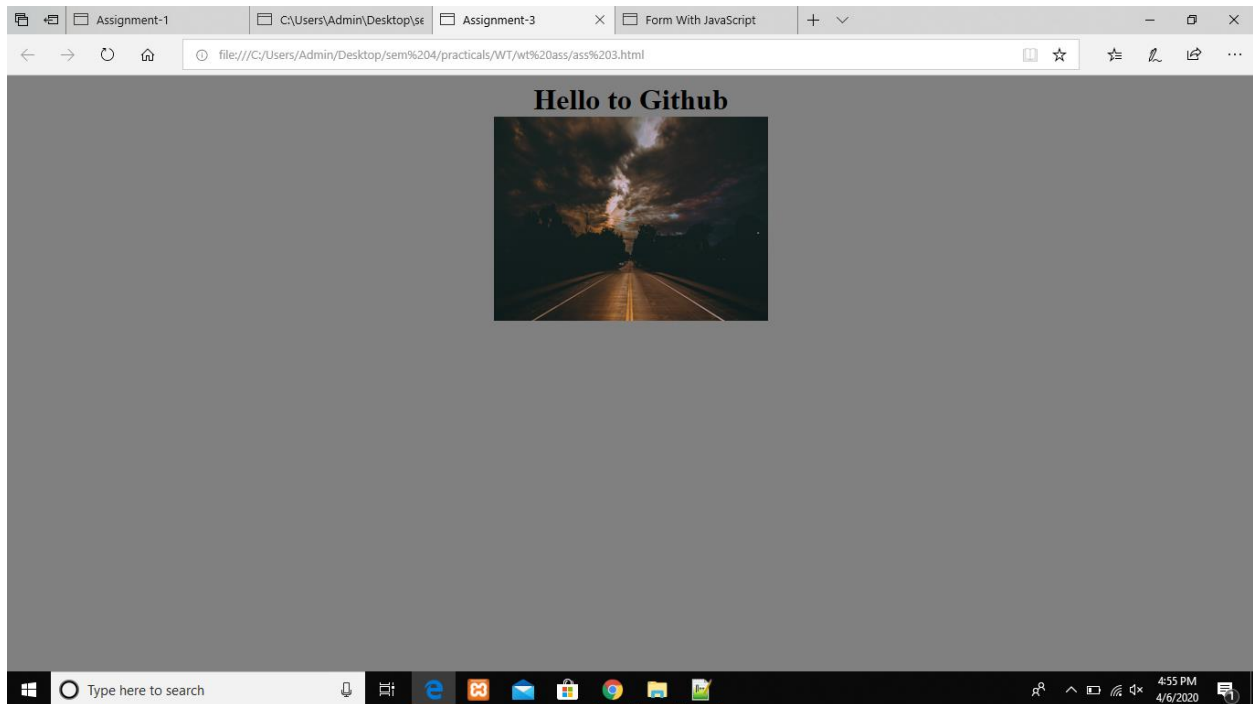 Assignment-1
C:\Users\Admin\Desktop\se
Assignment-3
Form With JavaScript
file:///C:/Users/Admin/Desktop/sem%204/practicals/WT/wt%20ass/ass%203.html
Hello to Github
Type here to search
4:55 PM
4/6/2020